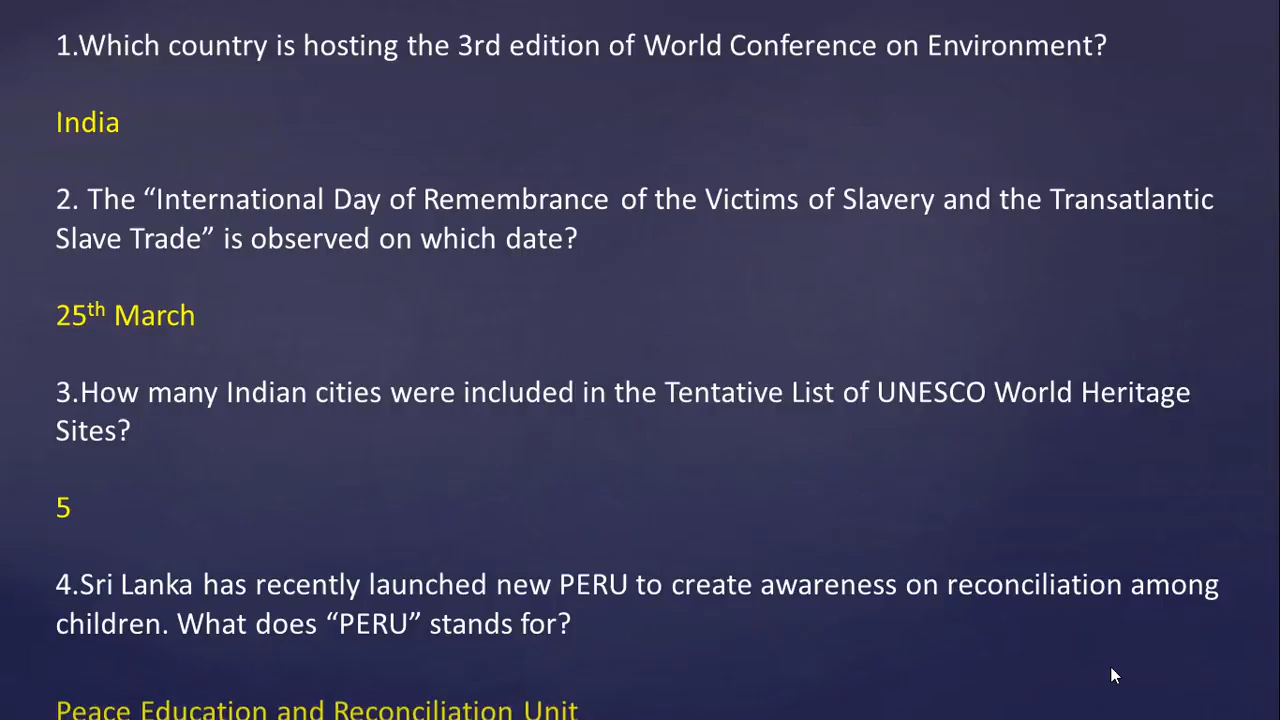 1.Which country is hosting the 3rd edition of World Conference on Environment?
India
2. The “International Day of Remembrance of the Victims of Slavery and the Transatlantic
Slave Trade” is observed on which date?
25th March
3.How many Indian cities were included in the Tentative List of UNESCO World Heritage
Sites?
5
4.Sri Lanka has recently launched new PERU to create awareness on reconciliation among
children. What does “PERU” stands for?
Peace Education and Reconciliation Unit